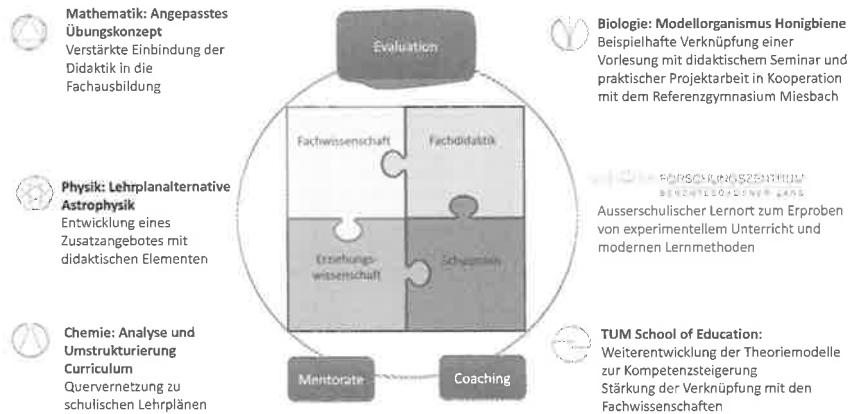 Mathematik: Angepasstes
Übungskonzept
Verstärkte Einbindung der
Didaktik in die
Fachausbildung
Physik: Lehrplanalternative
Astrophysik
Entwicklung eines
Zusatzangebotes mit
didaktischen Elementen
Chemie: Analyse und
Umstrukturierung
Curriculum
Quervernetzung zu
schulischen Lehrplänen
Evaluation
Fachwissenschaft
Fachdidaktik
Erziehungs-
wissenschaft
Schulpraxis
Mentorate
Coaching
Biologie: Modellorganismus Honigbiene
Beispielhafte Verknüpfung einer
Vorlesung mit didaktischem Seminar und
praktischer Projektarbeit in Kooperation
mit dem Referenzgymnasium Miesbach
FORSCHUNGSZENTRUM
BERCHTESGADENER LAND
Ausserschulischer Lernort zum Erproben
von experimentellem Unterricht und
modernen Lernmethoden
TUM School of Education:
Weiterentwicklung der Theoriemodelle
zur Kompetenzsteigerung
Stärkung der Verknüpfung mit den
Fachwissenschaften